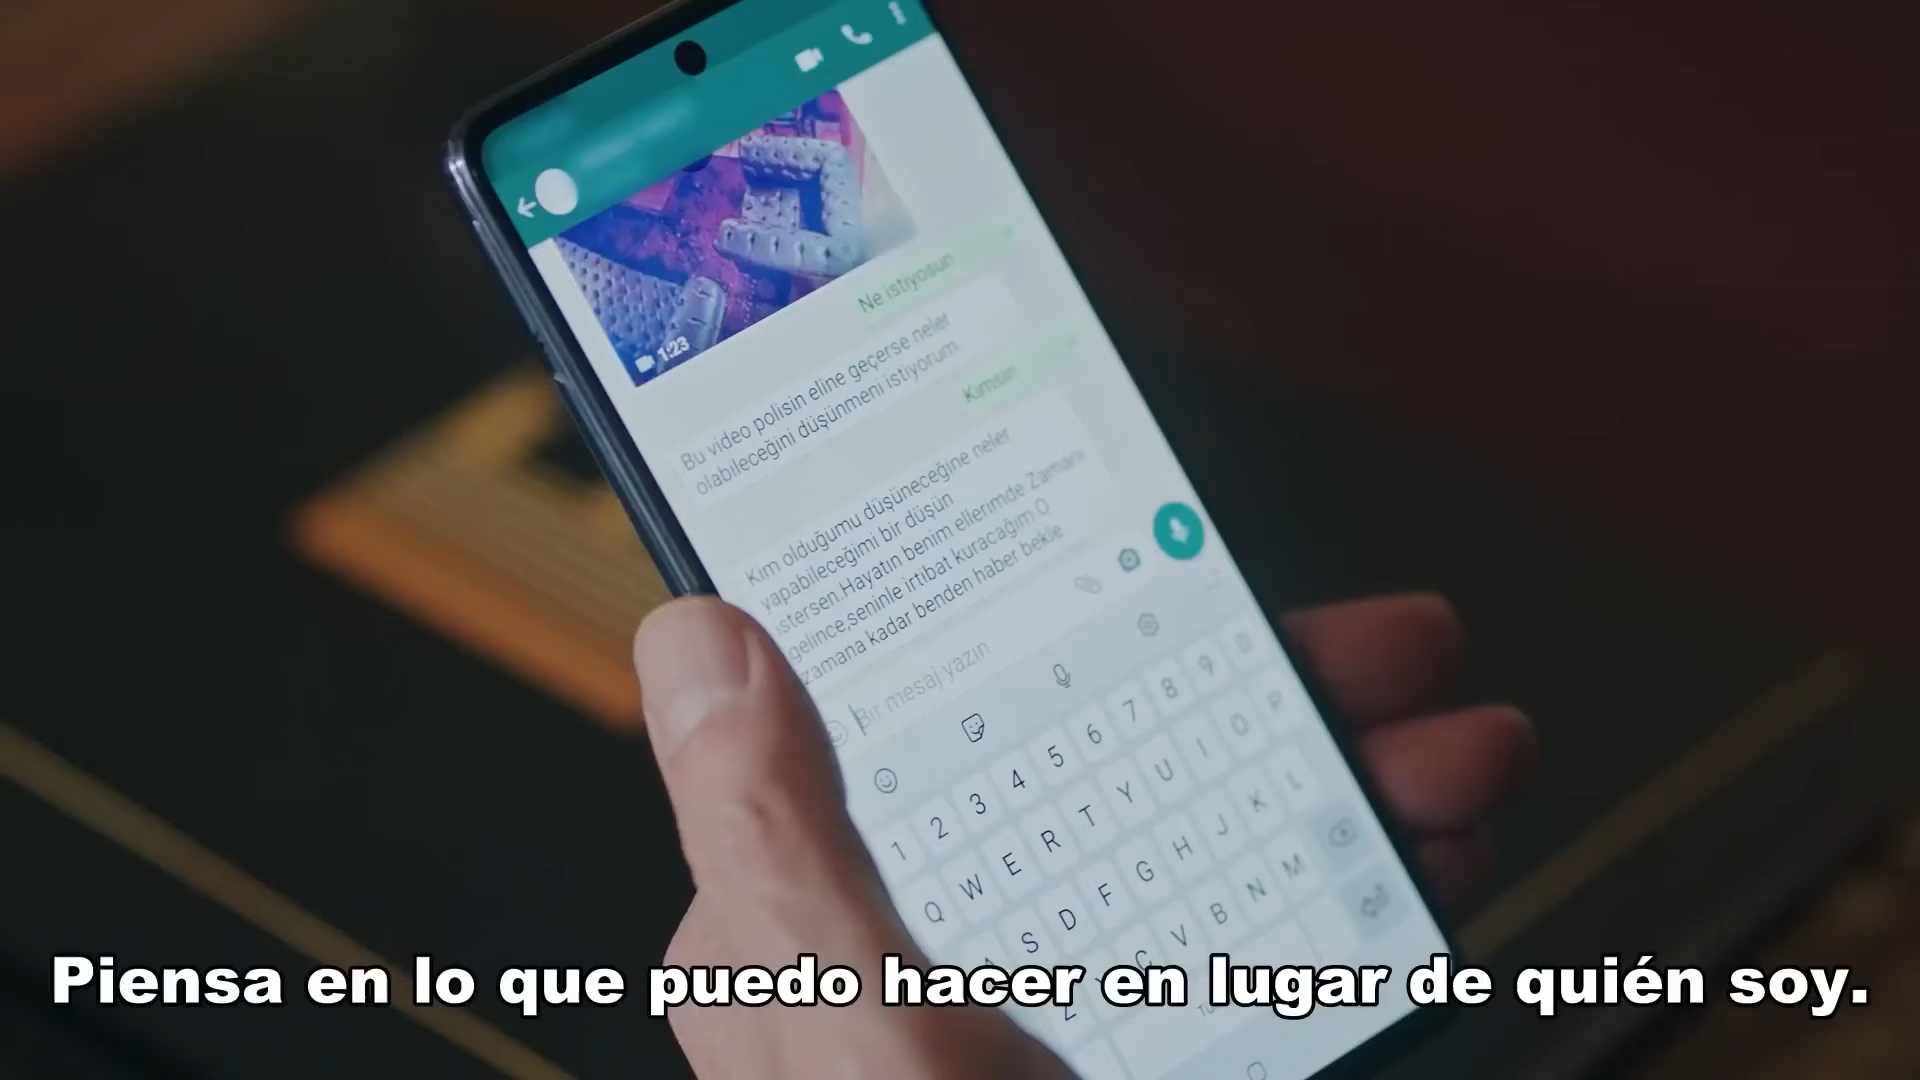 1:23
Ne istiyosun
Bu video polisin eline geçerse neler
olabileceğini düşünmeni istiyorum
Kimsin
Kim olduğumu düşüneceğine neler
yapabileceğimi bir düşün
istersen.Hayatın benim ellerimde Zamanı
gelince,seninle irtibat kuracağım O
zamana kadar benden haber bekle
Bir mesaj yazın
1 2 3 4 5 6 7 8 9 0
Q W E R T Y U I O P
A S D F G H J K L
Z C V B N M
Piensa en lo que puedo hacer en lugar de quién soy.